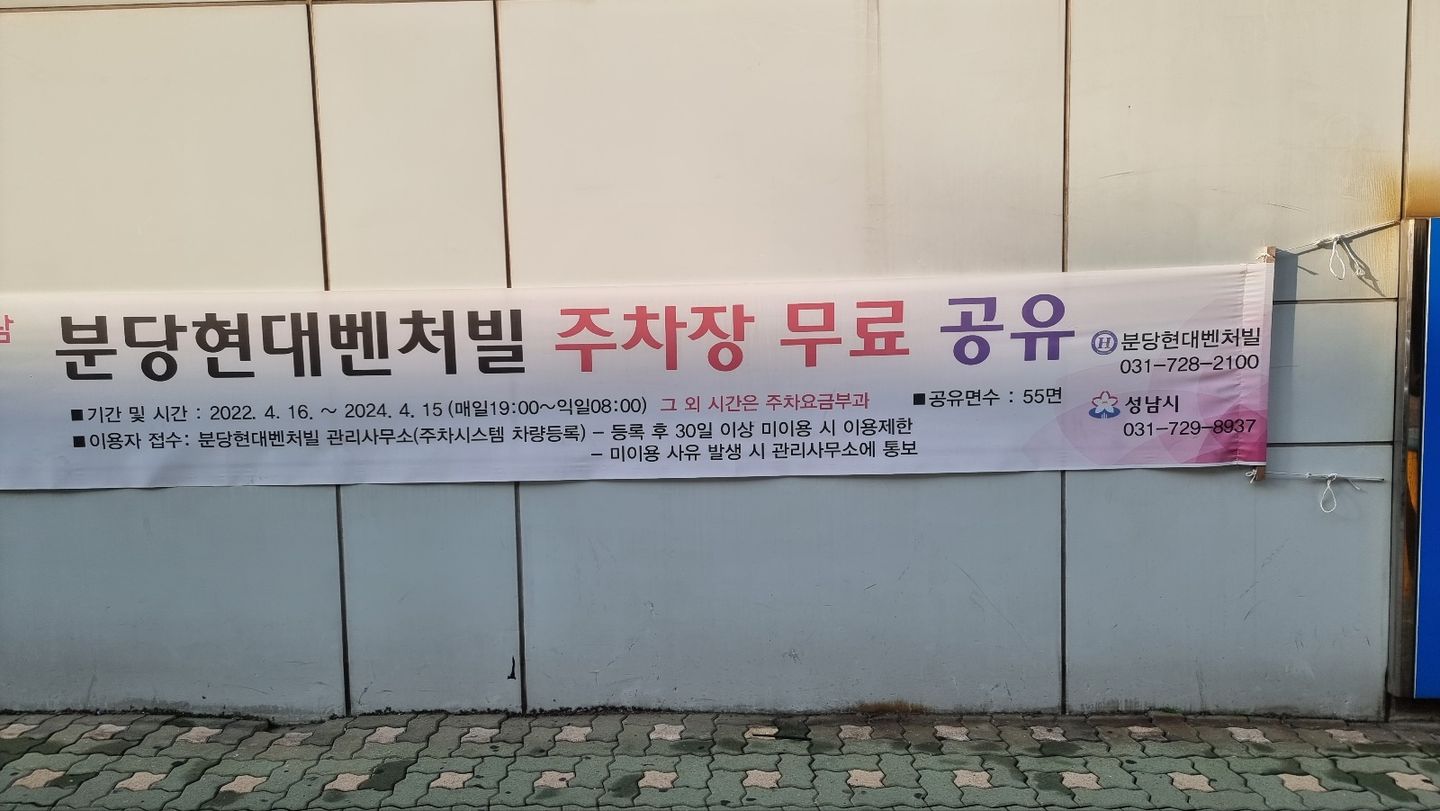 분당현대벤처빌 주차장 무료 공유
■기간 및 시간 : 2022. 4. 16. ~ 2024. 4. 15 (매일19:00~익일08:00) 그 외 시간은 주차요금부과 ■공유면수 : 55면
■이용자 접수: 분당현대벤처빌 관리사무소(주차시스템 차량등록) - 등록 후 30일 이상 미이용 시 이용제한
- 미이용 사유 발생 시 관리사무소에 통보
H 분당현대벤처빌
031-728-2100
성남시
031-729-8937